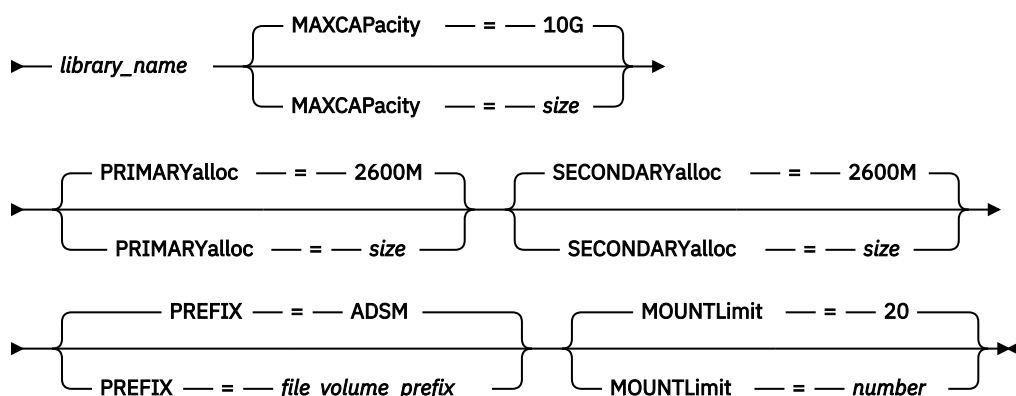 MAXCAPacity = 10G
library_name
MAXCAPacity = size
PRIMARYalloc = 2600M SECONDARYalloc = 2600M
PRIMARYalloc = size SECONDARYalloc = size
PREFIX = ADSM MOUNTLimit = 20
PREFIX = file_volume_prefix MOUNTLimit = number